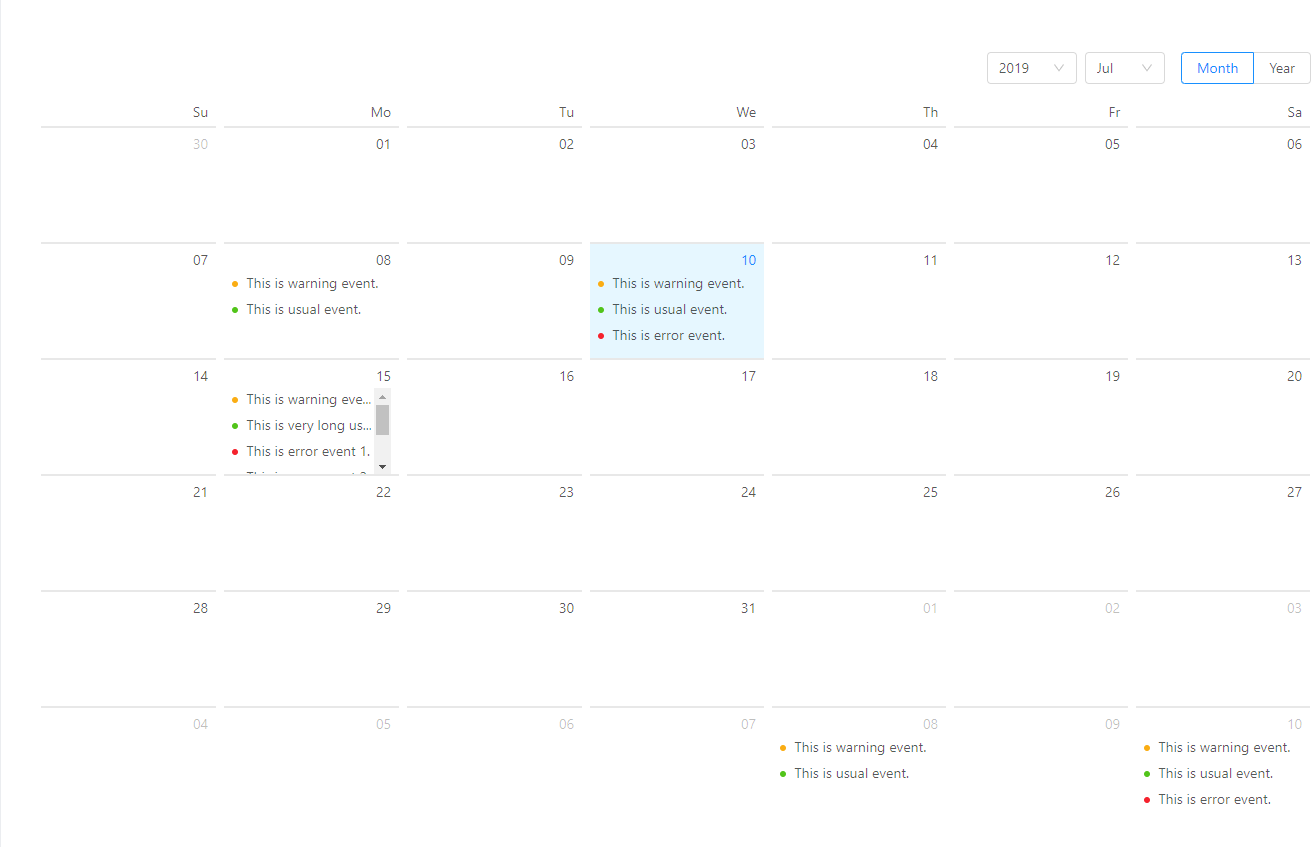 2019 Jul Month Year
Su Mo Tu We Th Fr Sa
30 01 02 03 04 05 06
07 08 09 10 11 12 13
This is warning event. This is warning event.
This is usual event. This is usual event.
This is error event.
14 15 16 17 18 19 20
This is warning eve...
This is very long us...
This is error event 1.
21 22 23 24 25 26 27
28 29 30 31 01 02 03
04 05 06 07 08 09 10
This is warning event. This is warning event.
This is usual event. This is usual event.
This is error event.